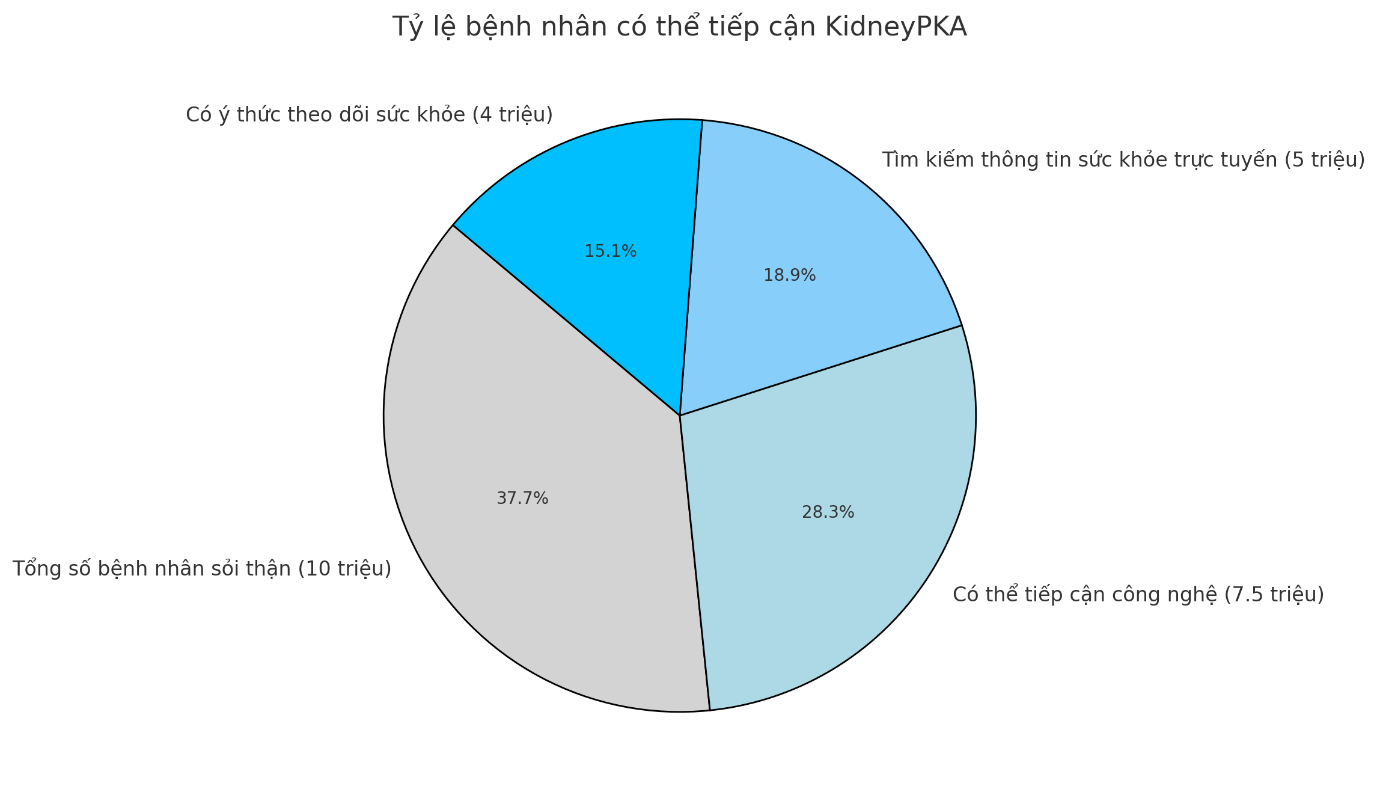 Tỷ lệ bệnh nhân có thể tiếp cận KidneyPKA
Có ý thức theo dõi sức khỏe (4 triệu)
Tìm kiếm thông tin sức khỏe trực tuyến (5 triệu)
15.1%
18.9%
37.7%
28.3%
Tổng số bệnh nhân sỏi thận (10 triệu)
Có thể tiếp cận công nghệ (7.5 triệu)